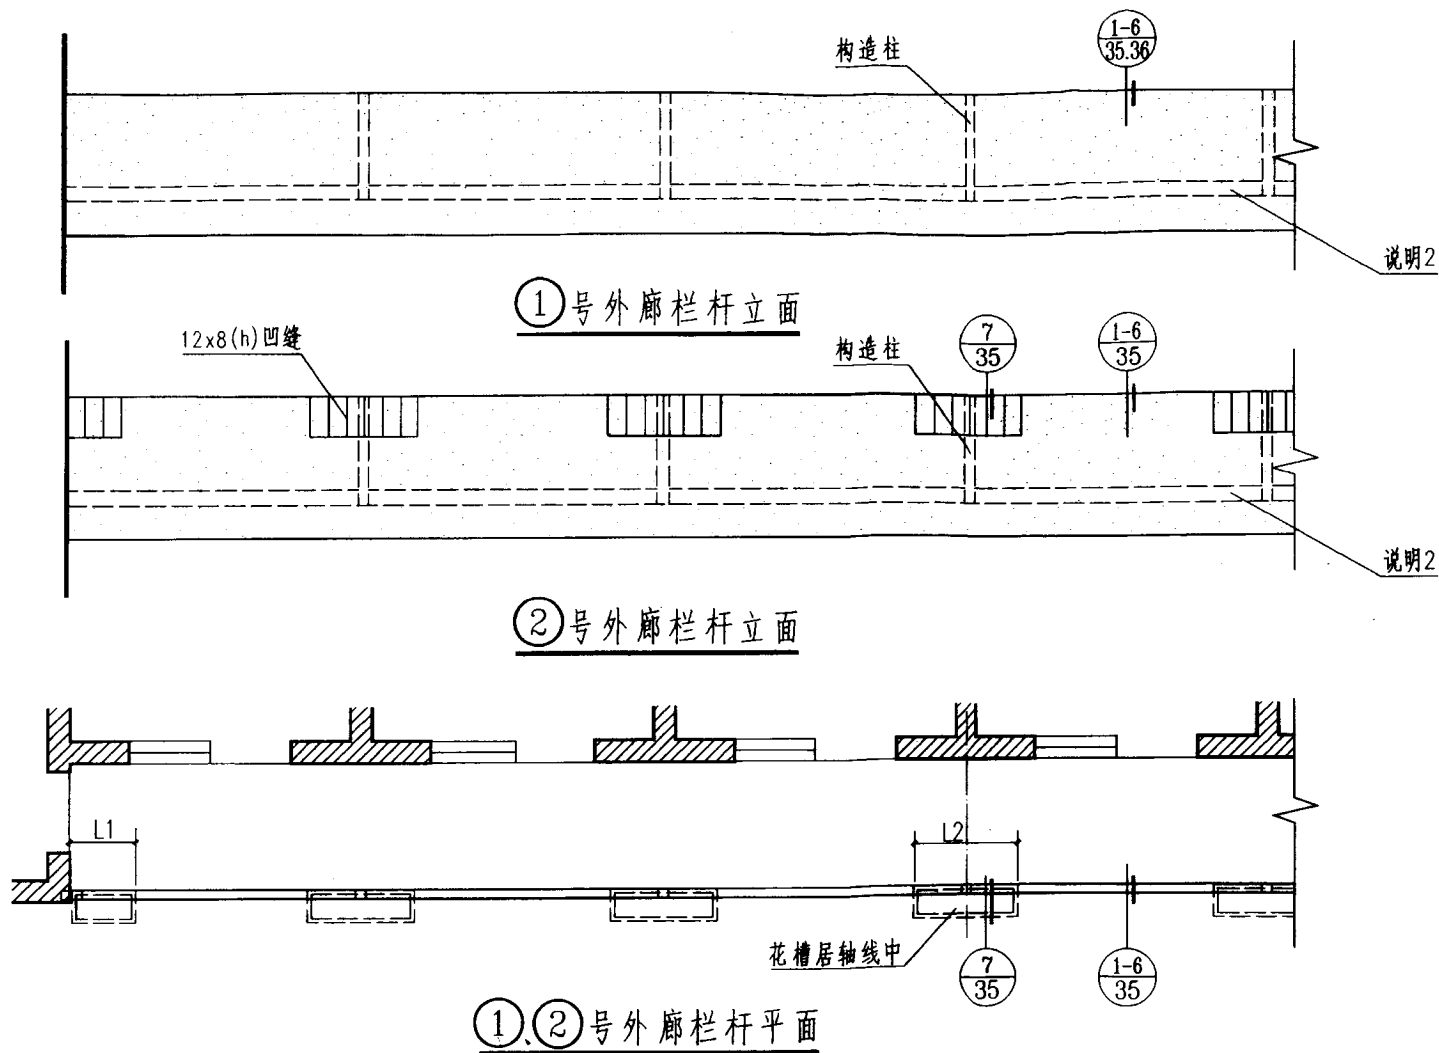 1-6
35.36
构造柱
说明2
①号外廊栏杆立面
12x8(h)凹缝
构造柱
7
35
1-6
35
说明2
②号外廊栏杆立面
L1
L2
花槽居轴线中
7
35
1-6
35
①、②号外廊栏杆平面